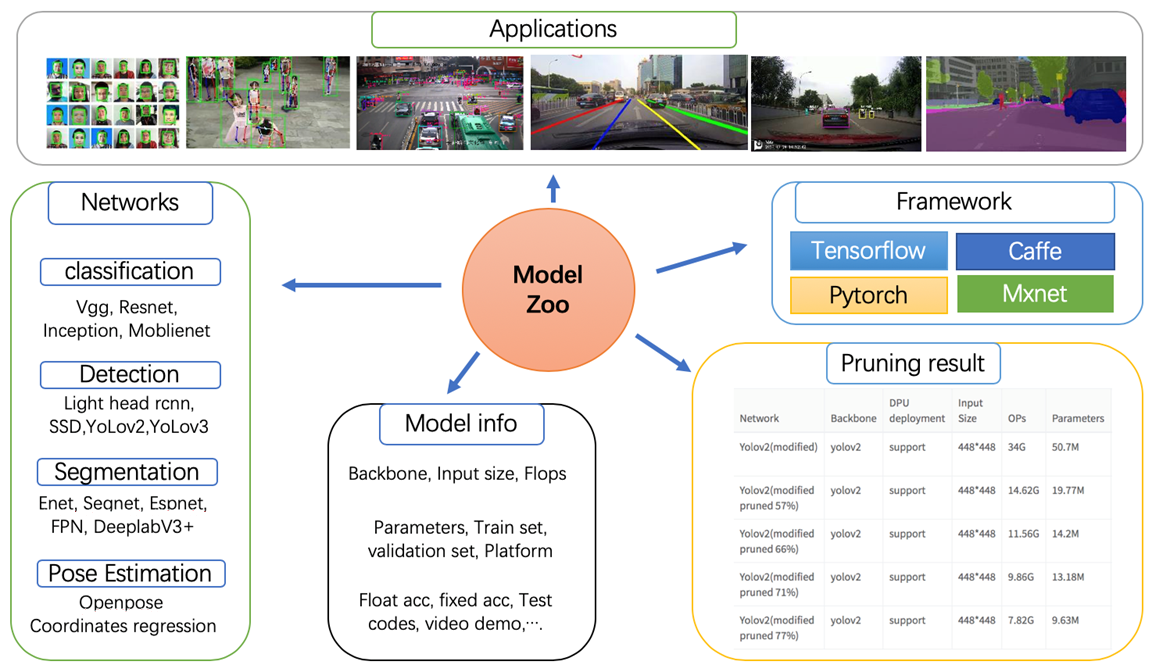 Applications
Networks
classification
Vgg, Resnet,
Inception, Moblienet
Detection
Light head rcnn,
SSD,YoLov2,YoLov3
Segmentation
Enet, Segnet, Espnet,
FPN, DeeplabV3+
Pose Estimation
Openpose
Coordinates regression
Model
Zoo
Model info
Backbone, Input size, Flops
Parameters, Train set,
validation set, Platform
Float acc, fixed acc, Test
codes, video demo,….
Framework
Tensorflow
Caffe
Pytorch
Mxnet
Pruning result
Network Backbone DPU deployment Input Size OPs Parameters
Yolov2(modified) yolov2 support 448*448 34G 50.7M
Yolov2(modified pruned 57%) yolov2 support 448*448 14.62G 19.77M
Yolov2(modified pruned 66%) yolov2 support 448*448 11.56G 14.2M
Yolov2(modified pruned 71%) yolov2 support 448*448 9.86G 13.18M
Yolov2(modified pruned 77%) yolov2 support 448*448 7.82G 9.63M